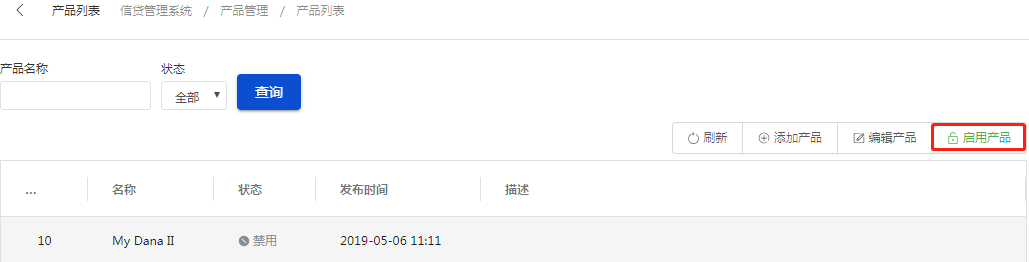 产品列表 信贷管理系统 / 产品管理 / 产品列表
产品名称 状态
全部 查询
刷新 添加产品 编辑产品 启用产品
... 名称 状态 发布时间 描述
10 My Dana II 禁用 2019-05-06 11:11